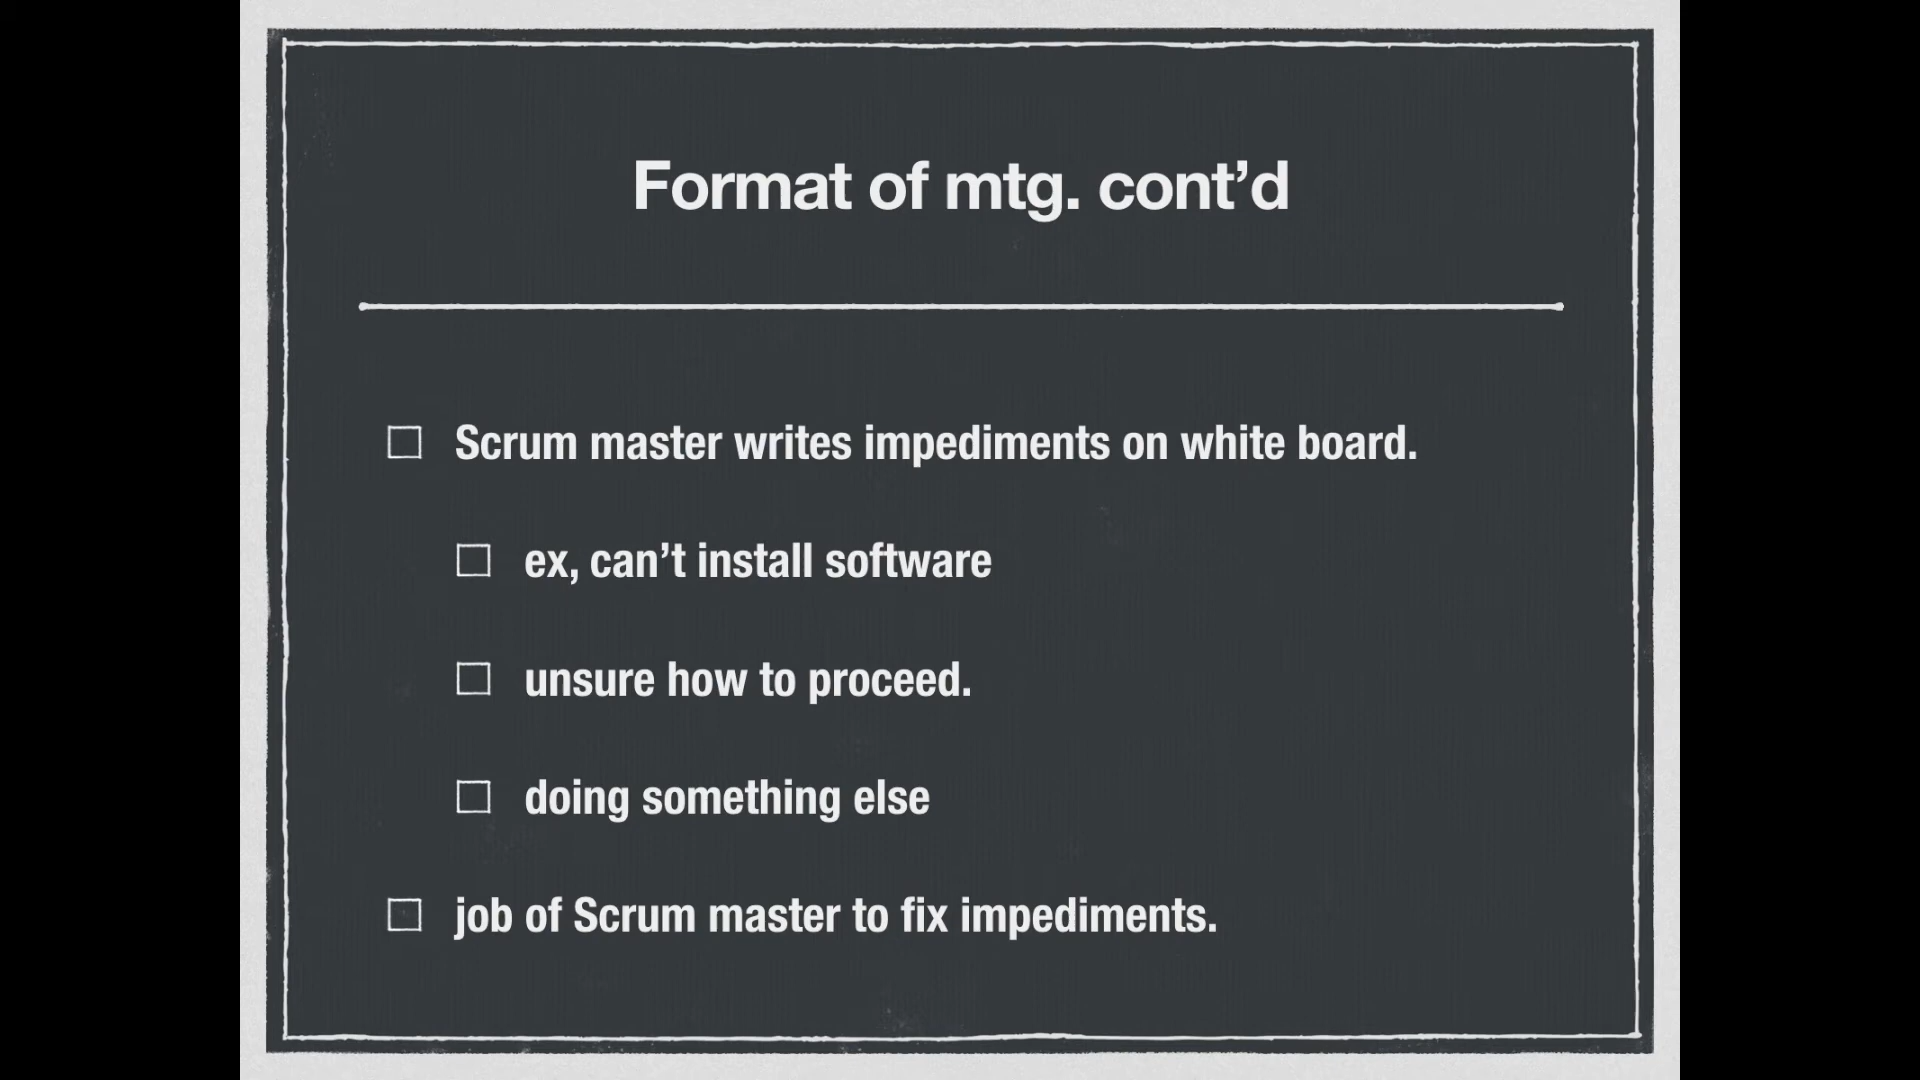 Format of mtg. cont’d
Scrum master writes impediments on white board.
ex, can’t install software
unsure how to proceed.
doing something else
job of Scrum master to fix impediments.